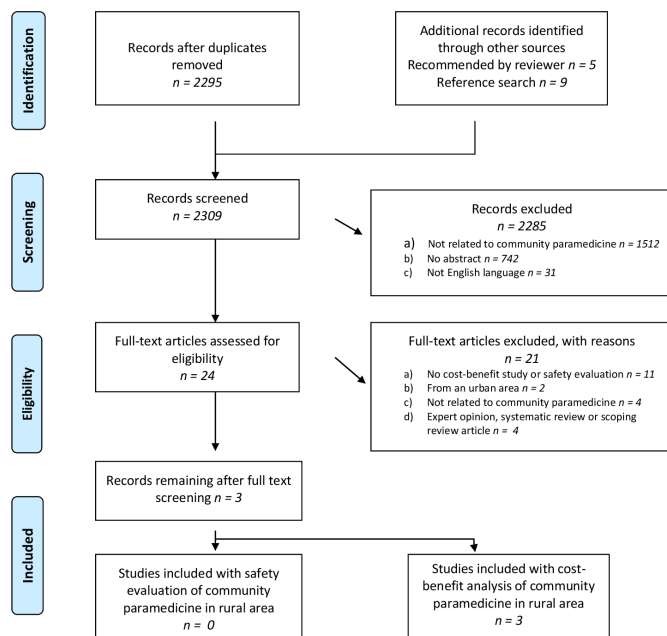 Identification
Records after duplicates
removed
n = 2295
Additional records identified
through other sources
Recommended by reviewer n = 5
Reference search n = 9
Screening
Records screened
n = 2309
Records excluded
n = 2285
a) Not related to community paramedicine n = 1512
b) No abstract n = 742
c) Not English language n = 31
Eligibility
Full-text articles assessed for
eligibility
n = 24
Full-text articles excluded, with reasons
n = 21
a) No cost-benefit study or safety evaluation n = 11
b) From an urban area n = 2
c) Not related to community paramedicine n = 4
d) Expert opinion, systematic review or scoping
review article n = 4
Records remaining after full text
screening n = 3
Included
Studies included with safety
evaluation of community
paramedicine in rural area
n = 0
Studies included with cost-
benefit analysis of community
paramedicine in rural area
n = 3